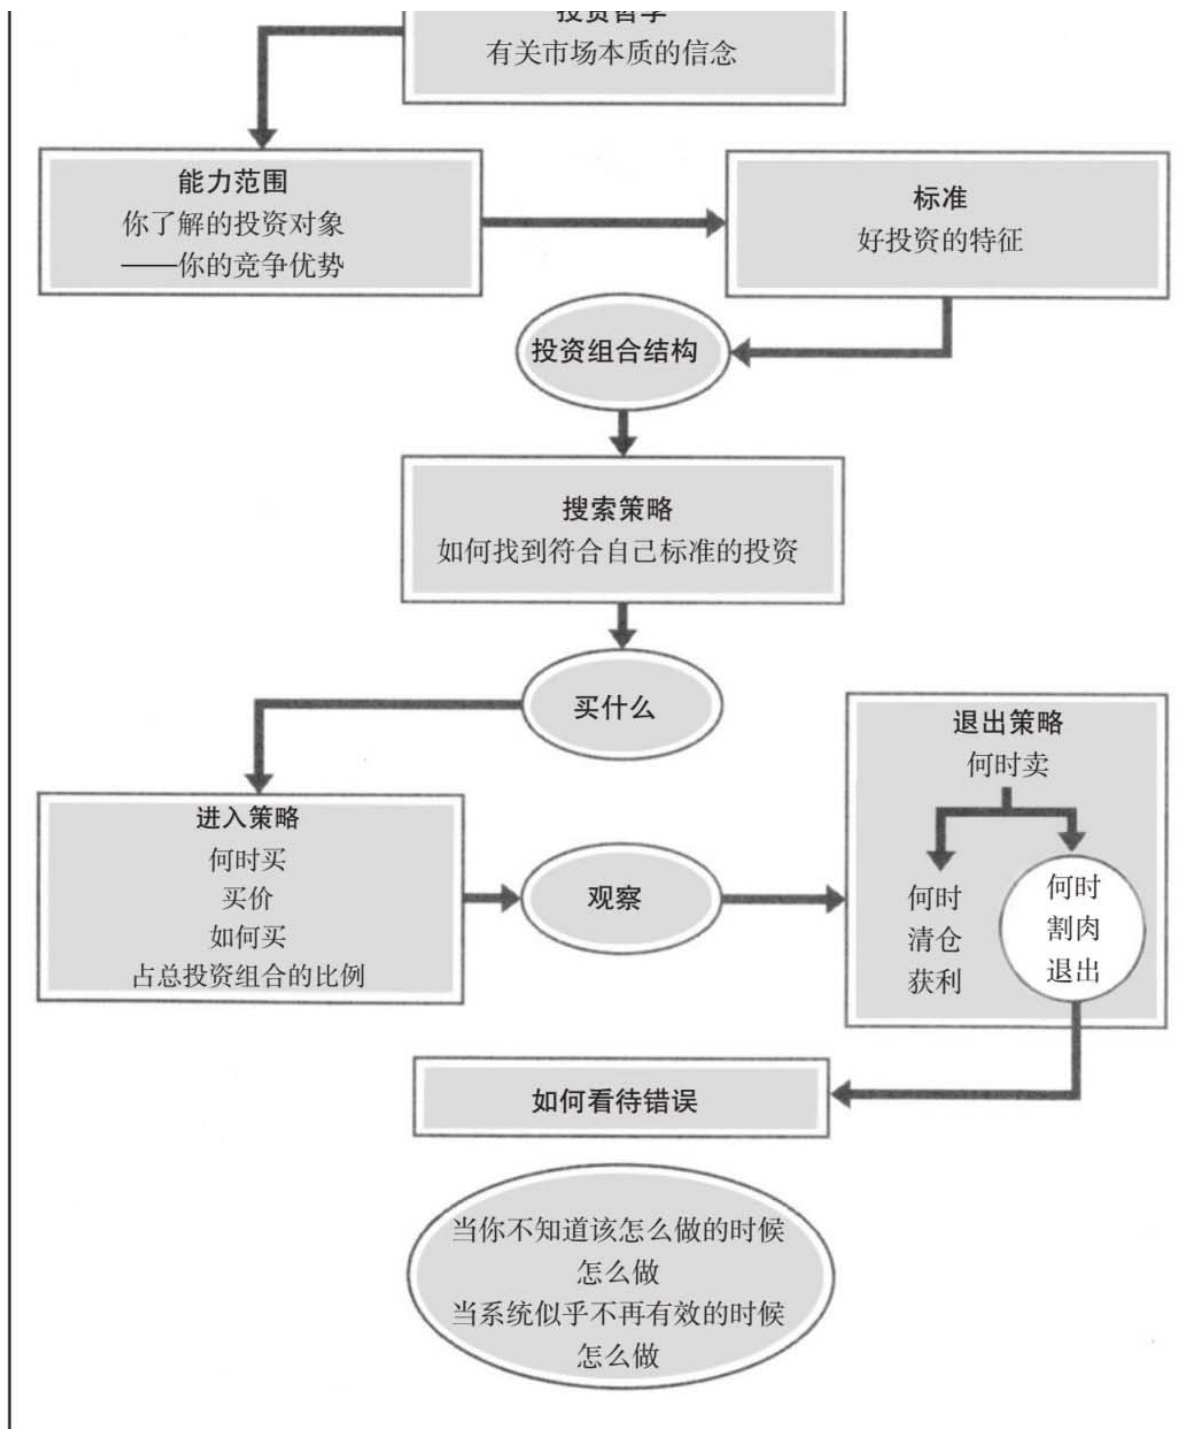 投资哲学
有关市场本质的信念
能力范围
你了解的投资对象
——你的竞争优势
标准
好投资的特征
投资组合结构
搜索策略
如何找到符合自己标准的投资
买什么
进入策略
何时买
买价
如何买
占总投资组合的比例
观察
退出策略
何时卖
何时
清仓
获利
何时
割肉
退出
如何看待错误
当你不知道该怎么做的时候
怎么做
当系统似乎不再有效的时候
怎么做